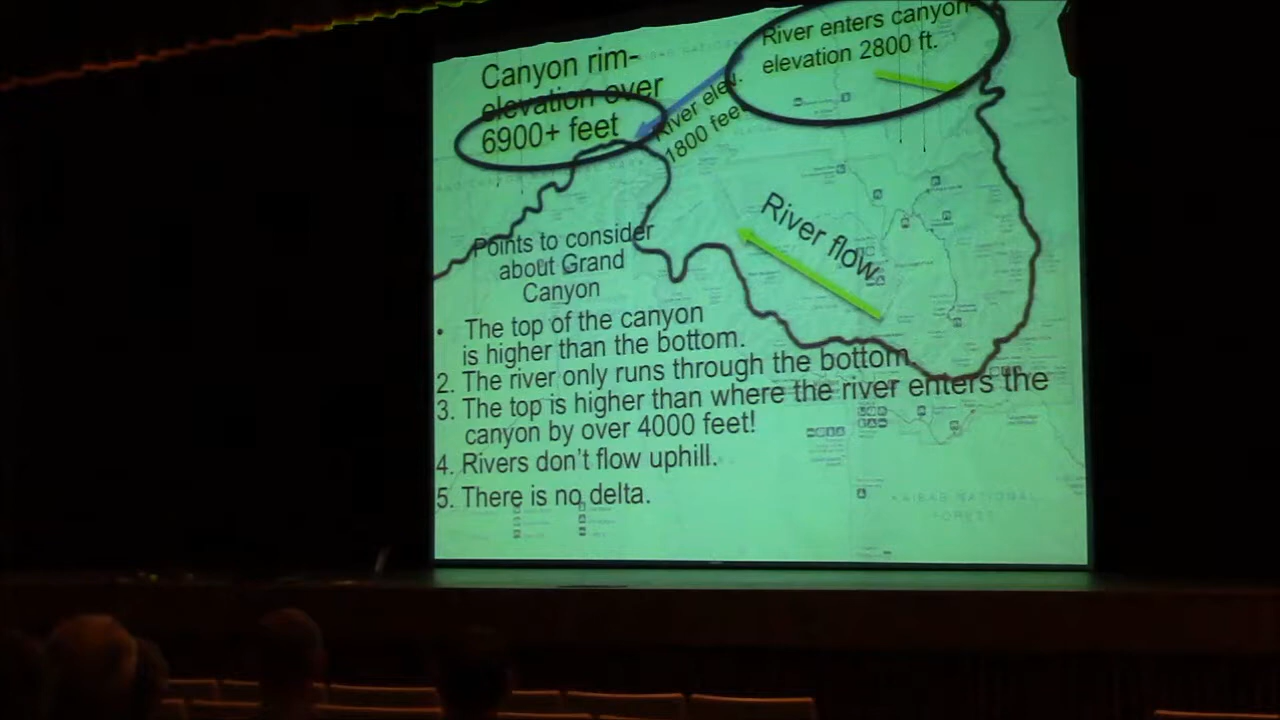 Canyon rim-
elevation over
6900+ feet
River enters canyon-
elevation 2800 ft.
River elev.
1800 feet
River flow
Points to consider
about Grand
Canyon
• The top of the canyon
is higher than the bottom.
2. The river only runs through the bottom.
3. The top is higher than where the river enters the
canyon by over 4000 feet!
4. Rivers don't flow uphill.
5. There is no delta.
KAIBAB NATIONAL
FOREST